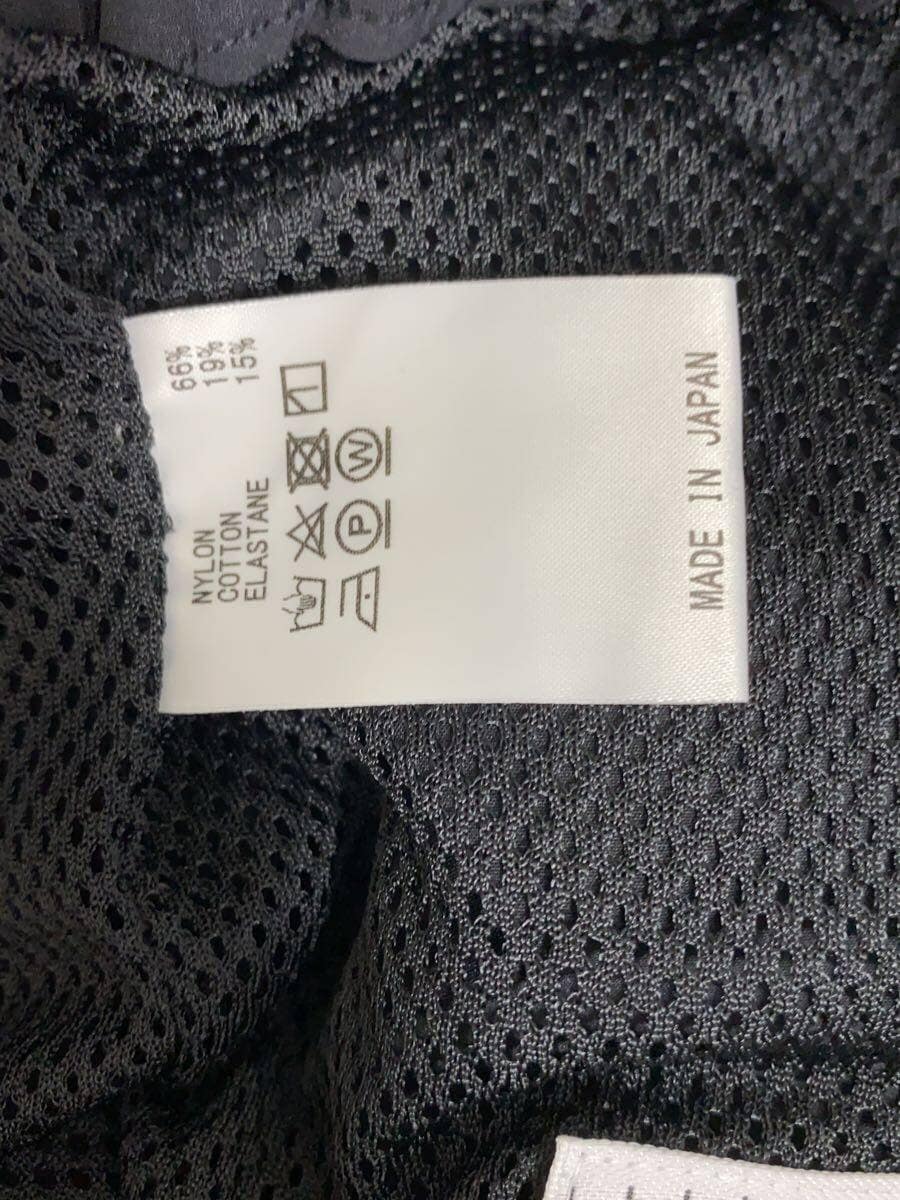 NYLON 66%
COTTON 19%
ELASTANE 15%
P W
MADE IN JAPAN